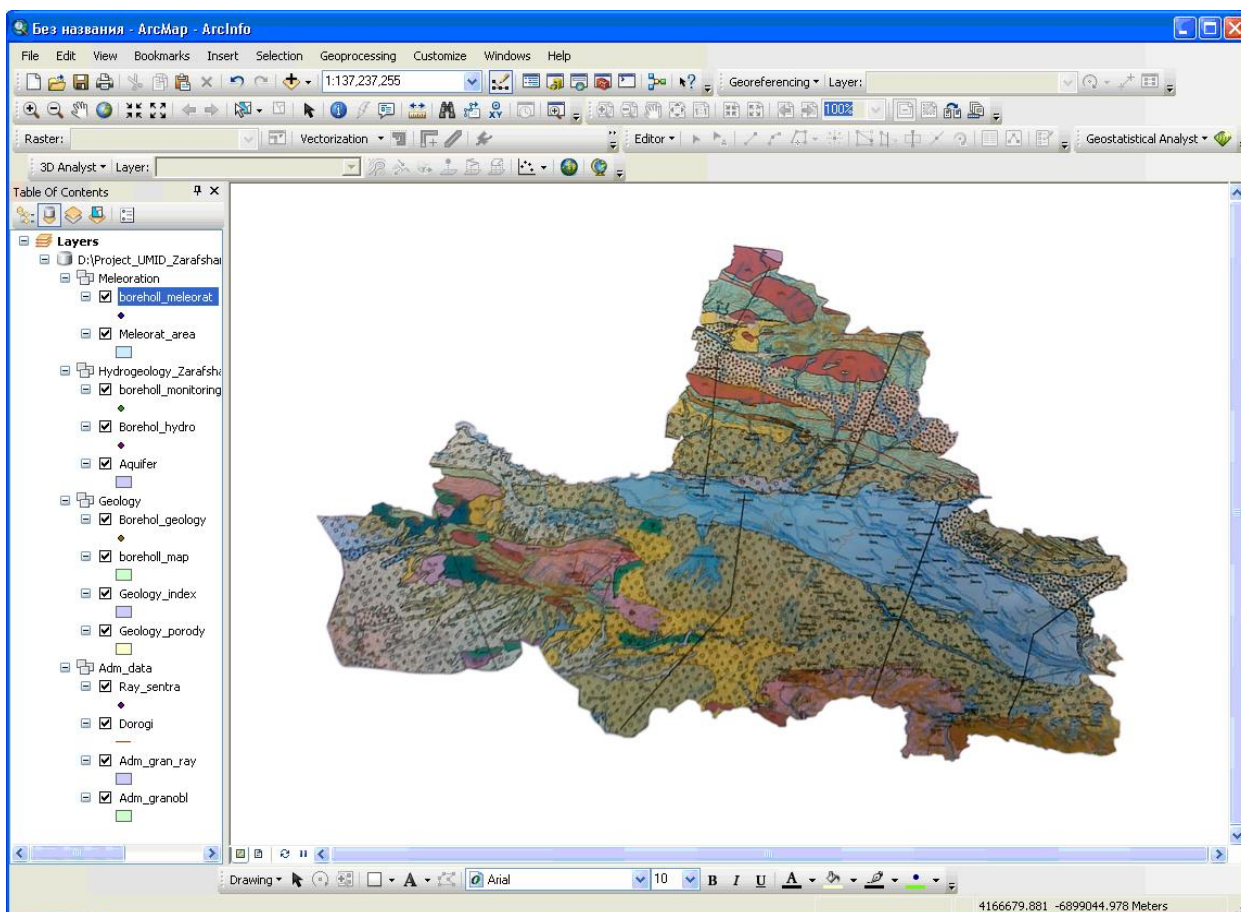 Без названия - ArcMap - ArcInfo
File Edit View Bookmarks Insert Selection Geoprocessing Customize Windows Help
1:137,237,255 Georeferencing Layer:
100%
Raster: Vectorization Editor Geostatistical Analyst
3D Analyst Layer:
Table Of Contents
Layers
D:\Project_UMID_Zarafshar
Meleoration
boreholl_meleorat
Meleorat_area
Hydrogeology_Zarafsha
boreholl_monitoring
Borehol_hydro
Aquifer
Geology
Borehol_geology
boreholl_map
Geology_index
Geology_porody
Adm_data
Ray_sentra
Dorogi
Adm_gran_ray
Adm_granobl
Drawing A Arial 10 B I U A
4166679.881 -6899044.978 Meters